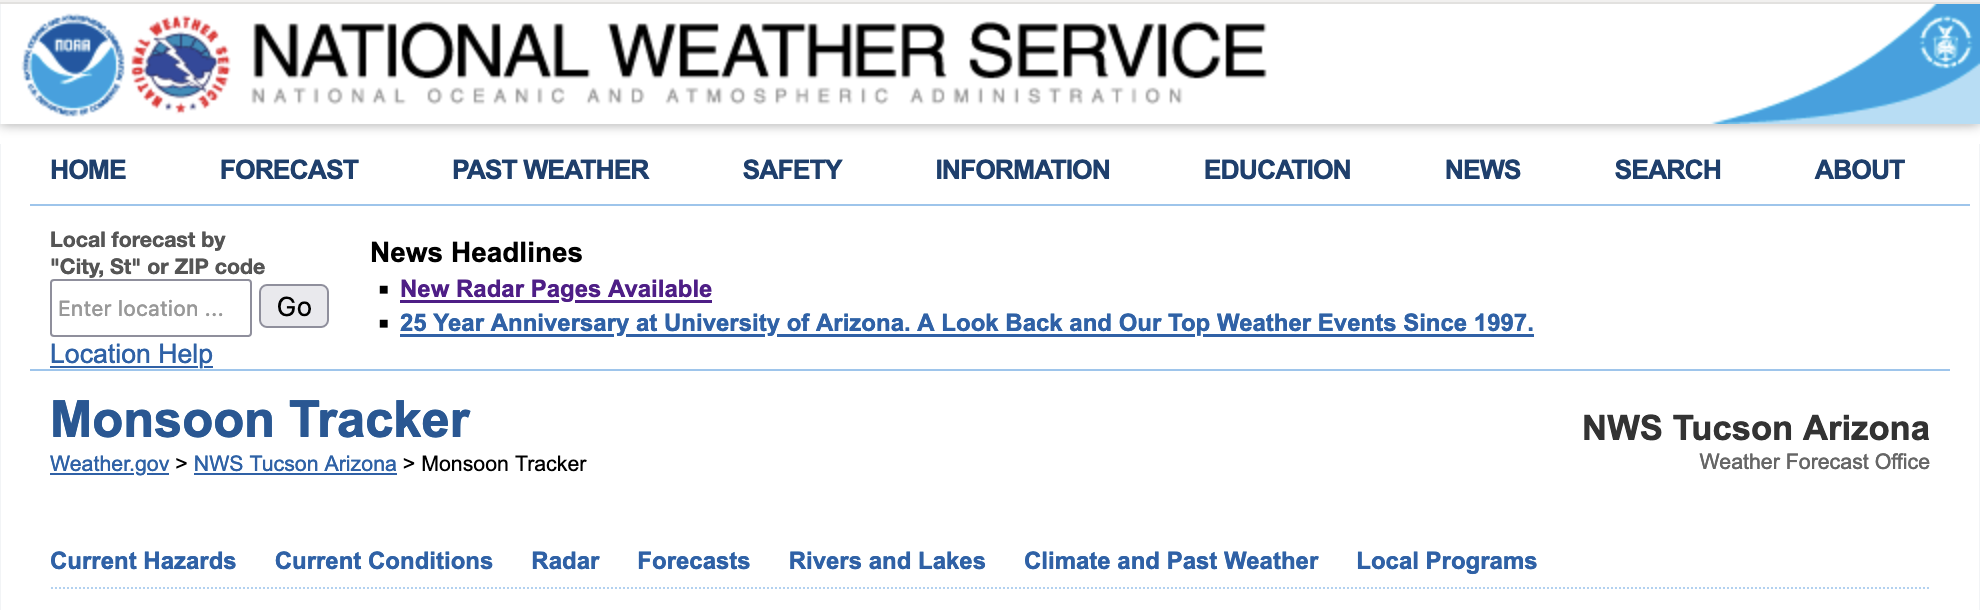 NOAA
NATIONAL WEATHER SERVICE
NATIONAL WEATHER SERVICE
NATIONAL OCEANIC AND ATMOSPHERIC ADMINISTRATION
HOME FORECAST PAST WEATHER SAFETY INFORMATION EDUCATION NEWS SEARCH ABOUT
Local forecast by
"City, St" or ZIP code
Enter location ...
Go
Location Help
News Headlines
New Radar Pages Available
25 Year Anniversary at University of Arizona. A Look Back and Our Top Weather Events Since 1997.
Monsoon Tracker
Weather.gov > NWS Tucson Arizona > Monsoon Tracker
NWS Tucson Arizona
Weather Forecast Office
Current Hazards Current Conditions Radar Forecasts Rivers and Lakes Climate and Past Weather Local Programs